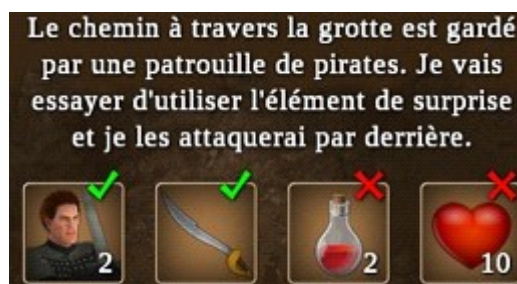 Le chemin à travers la grotte est gardé
par une patrouille de pirates. Je vais
essayer d'utiliser l'élément de surprise
et je les attaquerai par derrière.
2 2 10